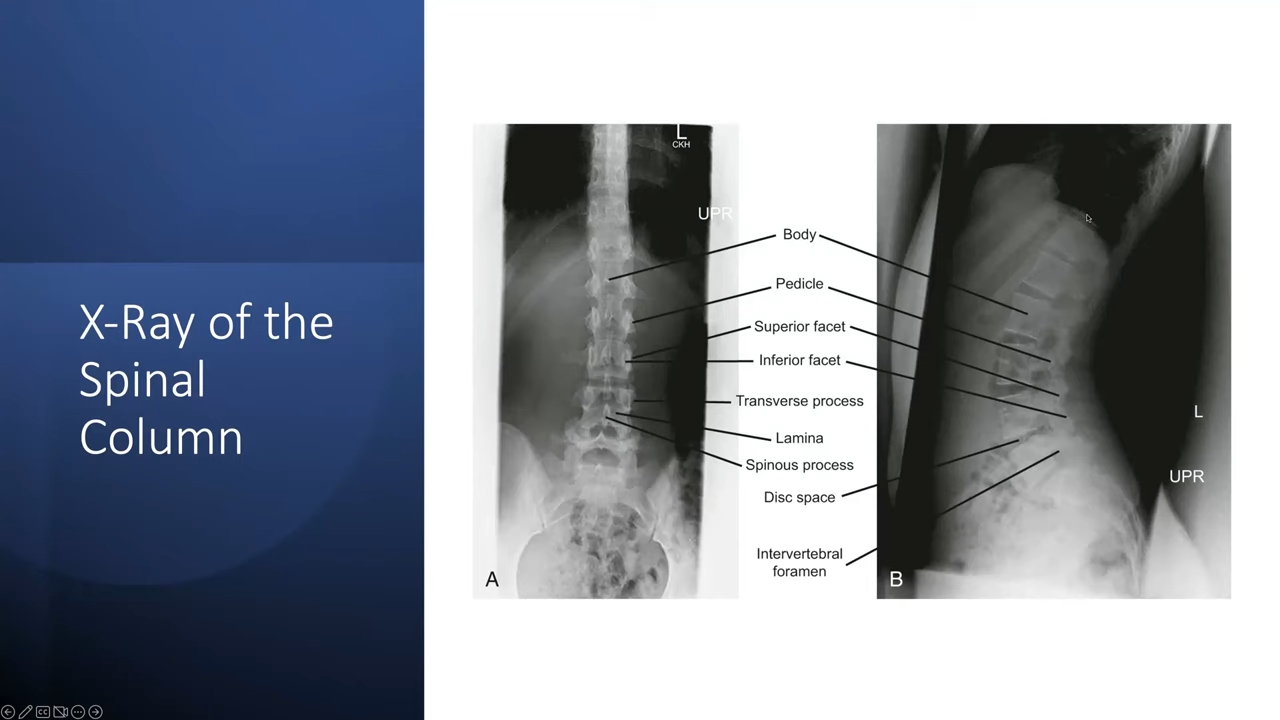 X-Ray of the
Spinal
Column
L
CKH
UPR
Body
Pedicle
Superior facet
Inferior facet
Transverse process
Lamina
Spinous process
Disc space
Intervertebral
foramen
A
L
UPR
B